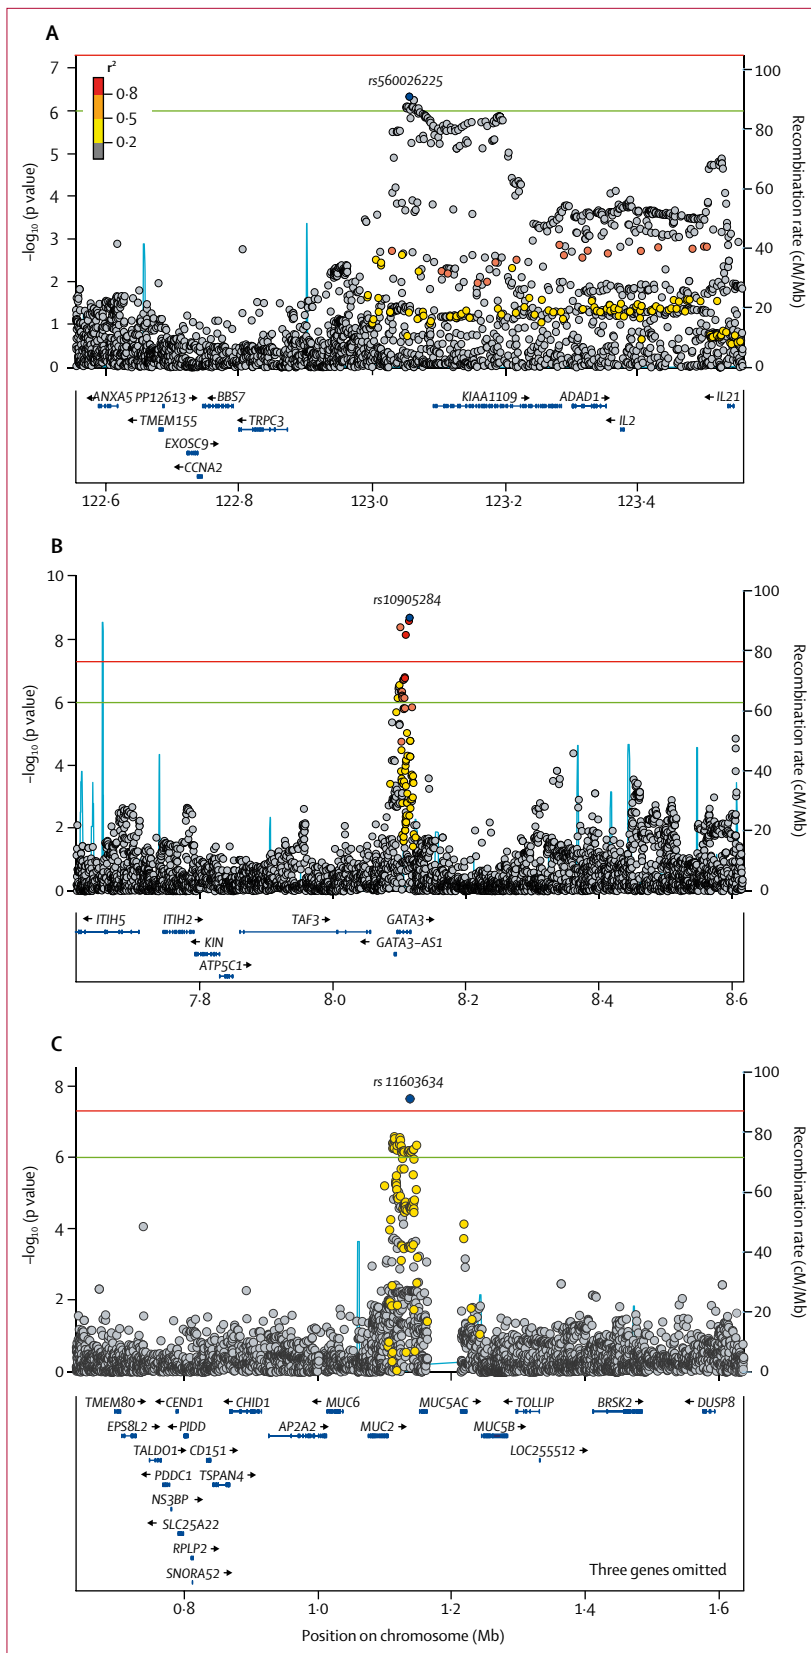 A
7
6
5
4
3
2
1
0
–log₁₀ (p value)
r²
0·8
0·5
0·2
rs560026225
100
80
60
40
20
0
Recombination rate (cM/Mb)
ANXA5 PP12613 BBS7 KIAA1109 ADAD1 IL21
TMEM155 TRPC3 IL2
EXOSC9
CCNA2
122·6 122·8 123·0 123·2 123·4
B
10
8
6
4
2
0
–log₁₀ (p value)
rs10905284
100
80
60
40
20
0
Recombination rate (cM/Mb)
ITIH5 ITIH2 TAF3 GATA3
KIN GATA3–AS1
ATP5C1
7·8 8·0 8·2 8·4 8·6
C
8
6
4
2
0
–log₁₀ (p value)
rs 11603634
100
80
60
40
20
0
Recombination rate (cM/Mb)
TMEM80 CEND1 CHID1 MUC6 MUC5AC TOLLIP BRSK2 DUSP8
EPS8L2 PIDD AP2A2 MUC2 MUC5B
TALDO1 CD151 LOC255512
PDDC1 TSPAN4
NS3BP
SLC25A22
RPLP2
SNORA52
Three genes omitted
0·8 1·0 1·2 1·4 1·6
Position on chromosome (Mb)